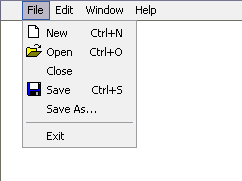 File Edit Window Help
New Ctrl+N
Open Ctrl+O
Close
Save Ctrl+S
Save As...
Exit